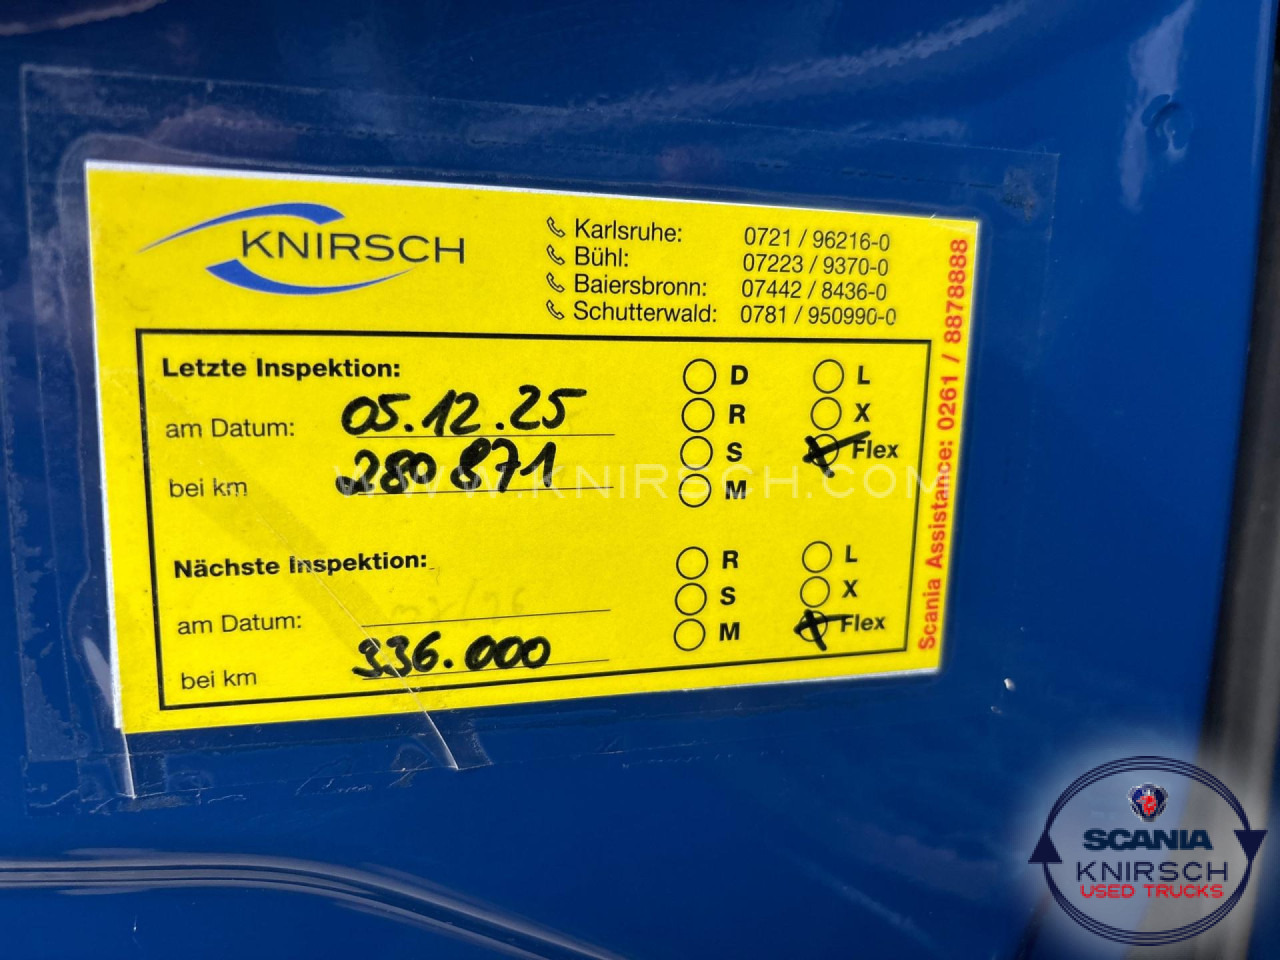 KNIRSCH
Karlsruhe: 0721 / 96216-0
Bühl: 07223 / 9370-0
Baiersbronn: 07442 / 8436-0
Schutterwald: 0781 / 950990-0
Scania Assistance: 0261 / 8878888
Letzte Inspektion:
am Datum: 05.12.25
bei km 280 871
D L
R X
S Flex
M
Nächste Inspektion:
am Datum:
bei km 336.000
R L
S X
M Flex
WWW.KNIRSCH.COM
SCANIA
KNIRSCH
USED TRUCKS